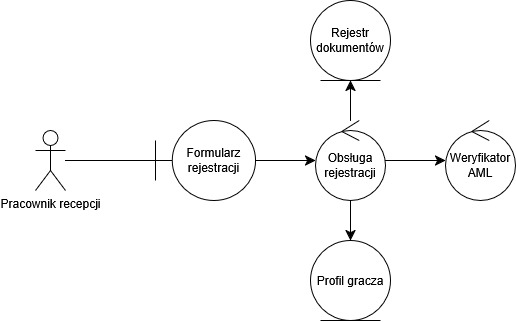 Rejestr
dokumentów
Formularz
rejestracji
Obsługa
rejestracji
Weryfikator
AML
Pracownik recepcji
Profil gracza